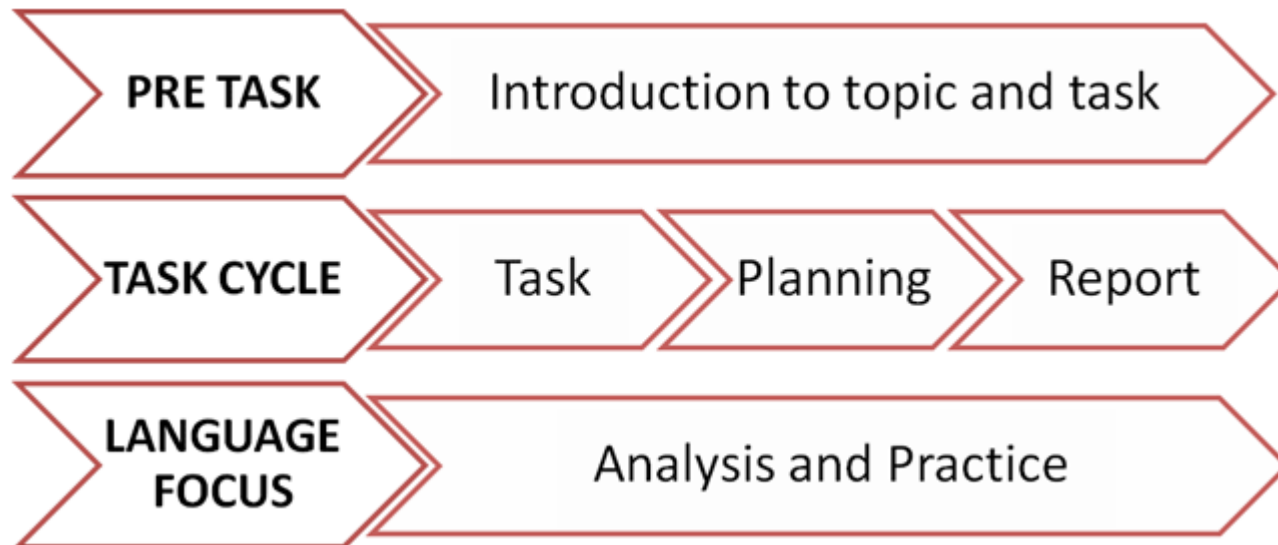 PRE TASK
Introduction to topic and task
TASK CYCLE
Task
Planning
Report
LANGUAGE
FOCUS
Analysis and Practice